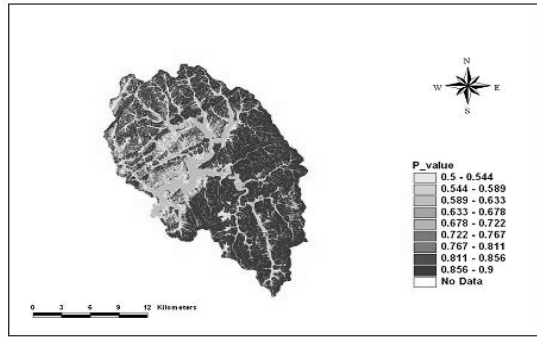 N
W E
S
P_value
0.5 - 0.544
0.544 - 0.589
0.589 - 0.633
0.633 - 0.678
0.678 - 0.722
0.722 - 0.767
0.767 - 0.811
0.811 - 0.856
0.856 - 0.9
No Data
0 3 6 9 12 Kilometers